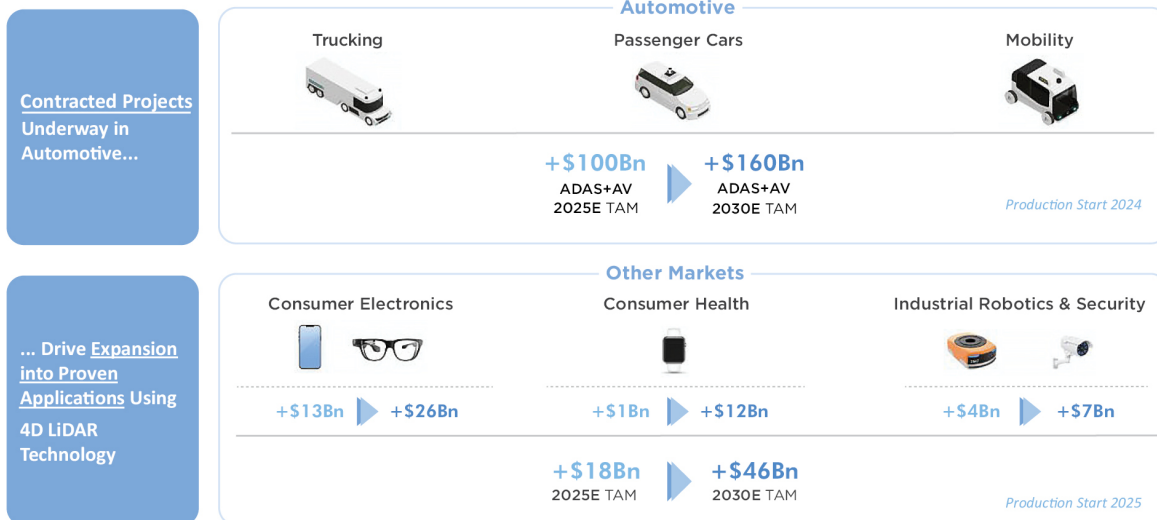 Contracted Projects
Underway in
Automotive...
Automotive
Trucking
Passenger Cars
Mobility
+$100Bn
ADAS+AV
2025E TAM
+$160Bn
ADAS+AV
2030E TAM
Production Start 2024
... Drive Expansion
into Proven
Applications Using
4D LiDAR
Technology
Other Markets
Consumer Electronics
Consumer Health
Industrial Robotics & Security
+$13Bn
+$26Bn
+$1Bn
+$12Bn
+$4Bn
+$7Bn
+$18Bn
2025E TAM
+$46Bn
2030E TAM
Production Start 2025